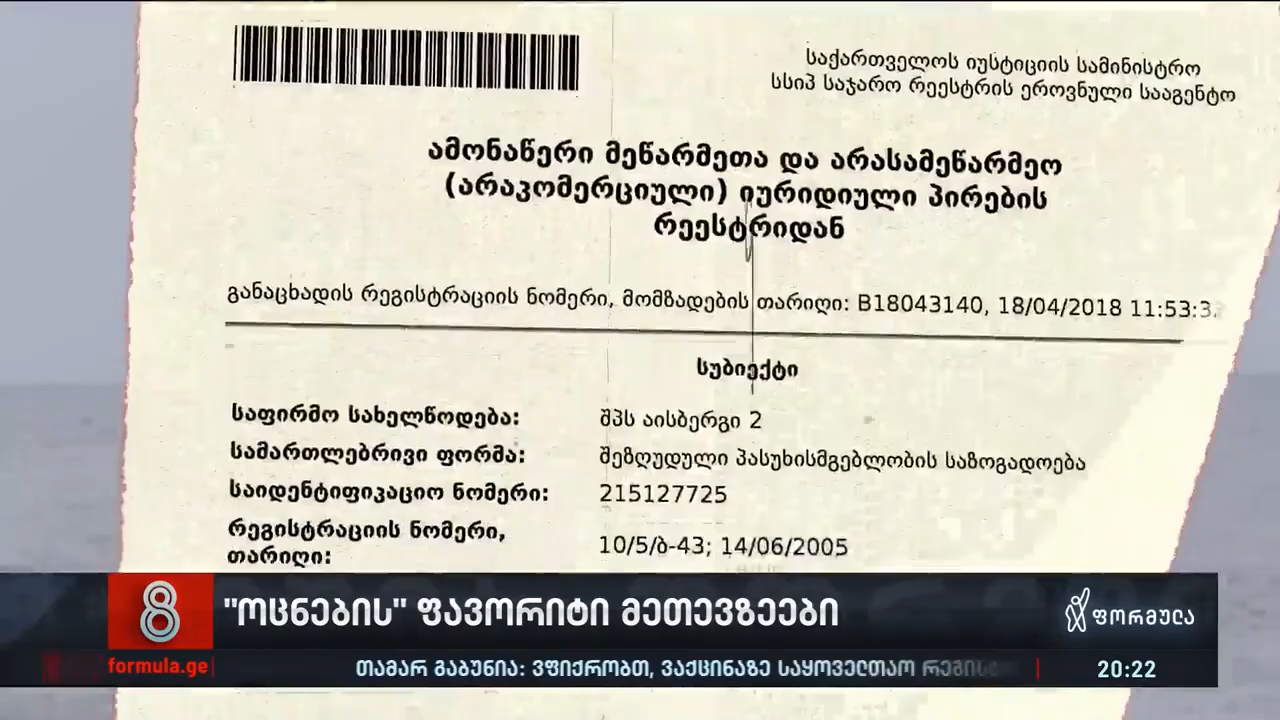 საქართველოს იუსტიციის სამინისტრო
სსიპ საჯარო რეესტრის ეროვნული სააგენტო
ამონაწერი მეწარმეთა და არასამეწარმეო
(არაკომერციული) იურიდიული პირების
რეესტრიდან
განაცხადის რეგისტრაციის ნომერი, მომზადების თარიღი: B18043140, 18/04/2018 11:53:3
სუბიექტი
საფირმო სახელწოდება: შპს აისბერგი 2
სამართლებრივი ფორმა: შეზღუდული პასუხისმგებლობის საზოგადოება
საიდენტიფიკაციო ნომერი: 215127725
რეგისტრაციის ნომერი,
თარიღი: 10/5/ბ-43; 14/06/2005
8 "ოცნების" ფავორიტი მეთევზეები ფორმულა
formula.ge თამარ გაბუნია: ვფიქრობთ, ვაქცინაზე საყოველთაო 20:22